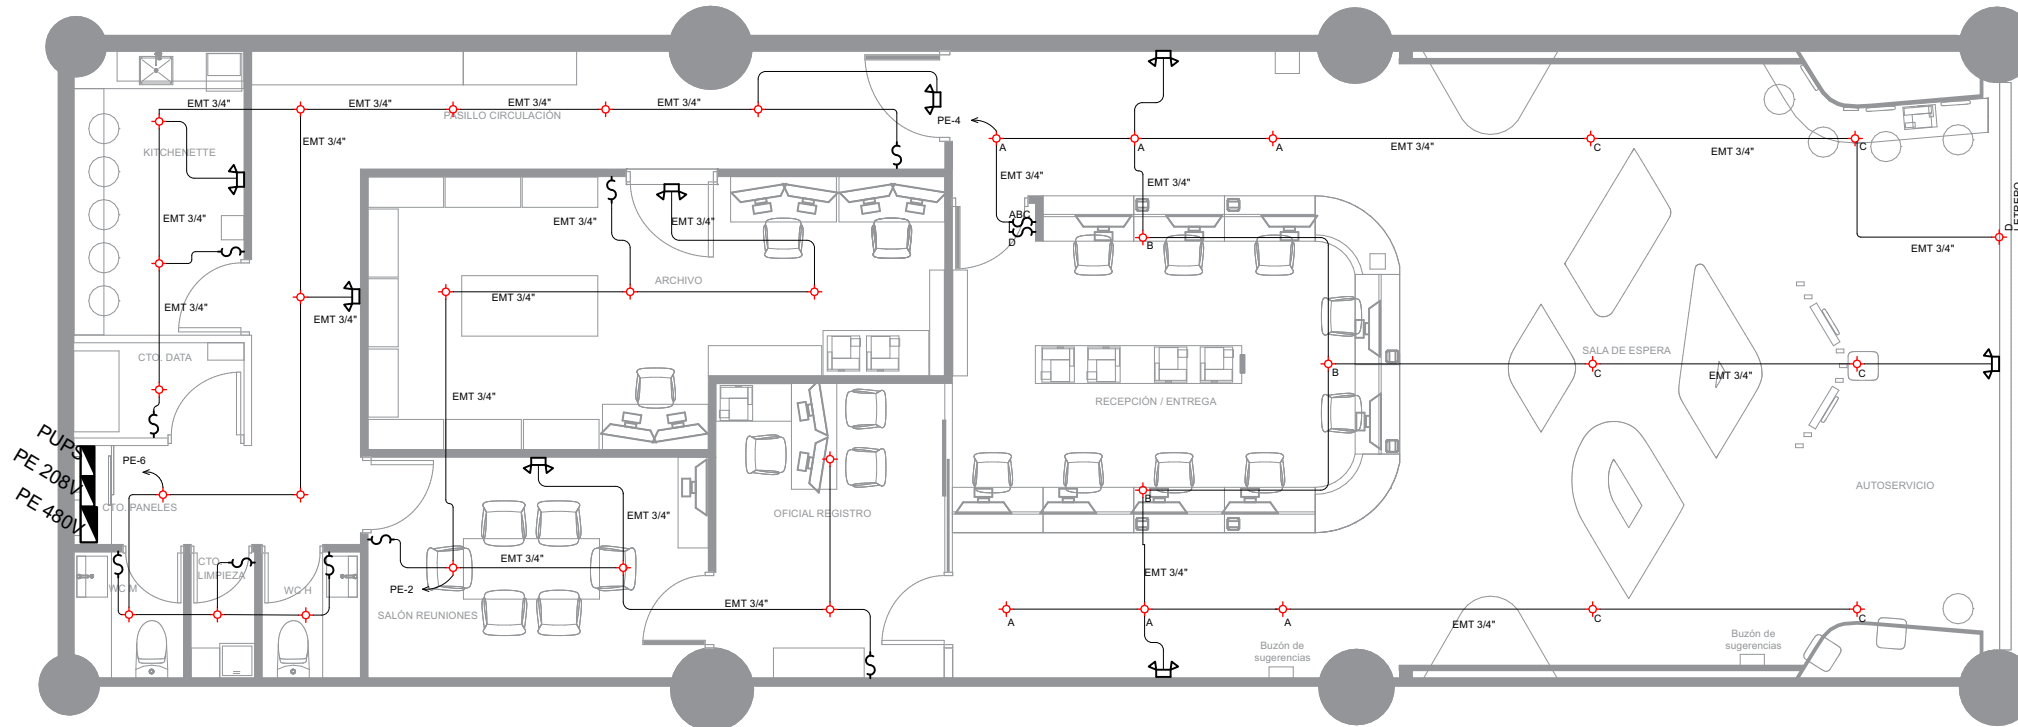 EMT 3/4"
EMT 3/4"
EMT 3/4"
EMT 3/4"
PASILLO CIRCULACIÓN
PE-4
KITCHENETTE
EMT 3/4"
A
A
A
EMT 3/4"
C
EMT 3/4"
C
EMT 3/4"
EMT 3/4"
EMT 3/4"
EMT 3/4"
EMT 3/4"
EMT 3/4"
ABC
D
B
D
LETRERO
EMT 3/4"
ARCHIVO
EMT 3/4"
EMT 3/4"
EMT 3/4"
CTO. DATA
SALA DE ESPERA
B
C
EMT 3/4"
C
EMT 3/4"
RECEPCIÓN / ENTREGA
PUPS
PE 208V
PE 480V
PE-6
CTO. PANELES
B
AUTOSERVICIO
OFICIAL REGISTRO
EMT 3/4"
EMT 3/4"
CTO.
LIMPIEZA
WC M
WC H
PE-2
EMT 3/4"
SALÓN REUNIONES
EMT 3/4"
A
A
A
EMT 3/4"
C
C
Buzón de
sugerencias
Buzón de
sugerencias